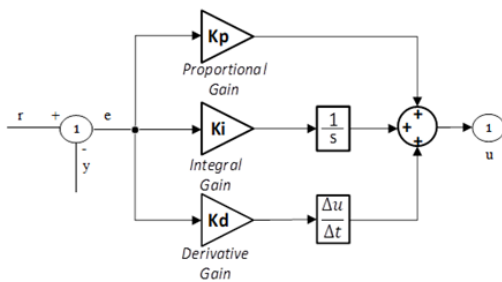 Kp
Proportional
Gain
r
+
1
e
-
y
Ki
Integral
Gain
1
s
+
+
+
1
u
Kd
Derivative
Gain
Δu
Δt